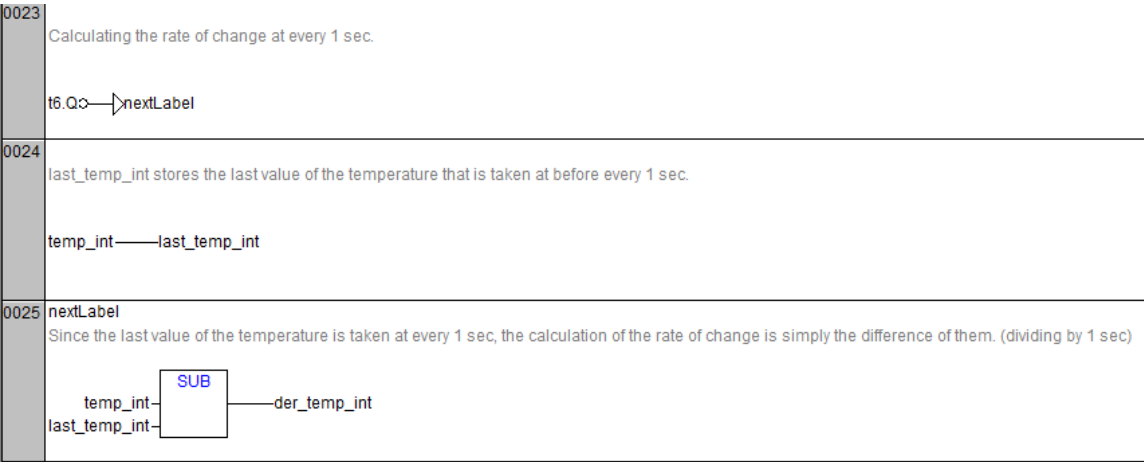 0023
Calculating the rate of change at every 1 sec.
t6.Q nextLabel
0024
last_temp_int stores the last value of the temperature that is taken at before every 1 sec.
temp_int last_temp_int
0025 nextLabel
Since the last value of the temperature is taken at every 1 sec, the calculation of the rate of change is simply the difference of them. (dividing by 1 sec)
SUB
temp_int der_temp_int
last_temp_int